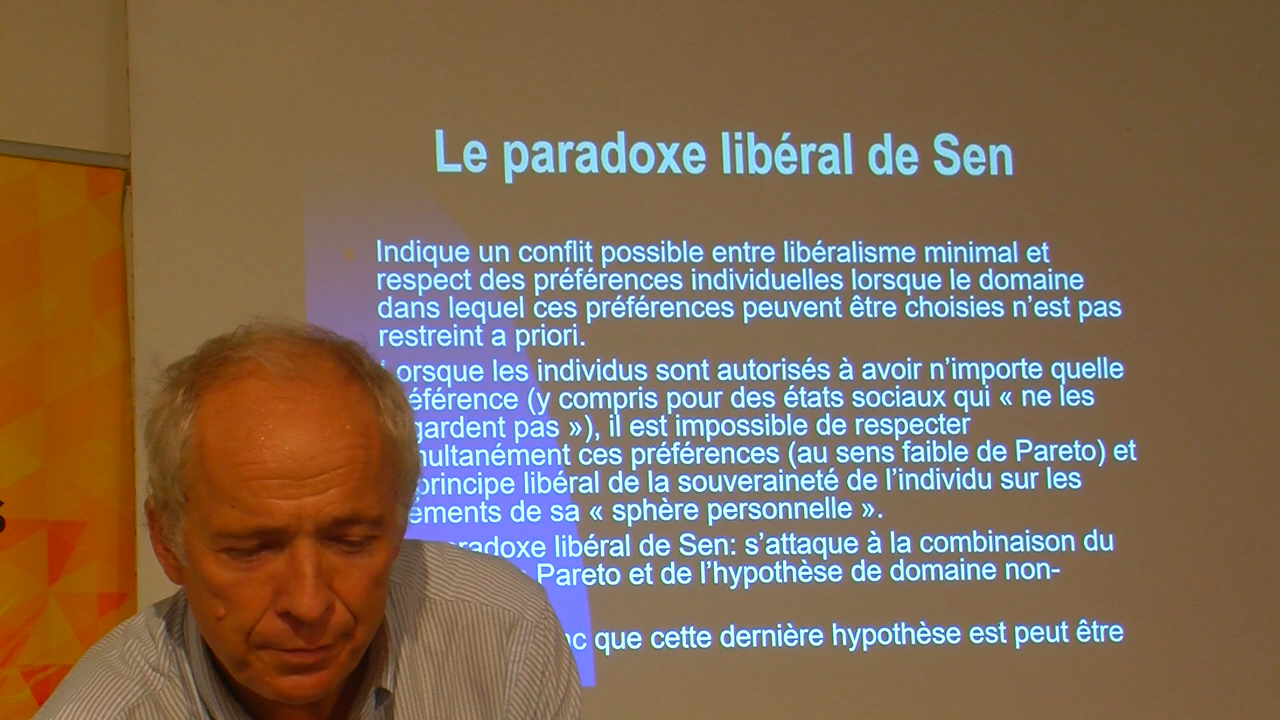 Le paradoxe libéral de Sen
Indique un conflit possible entre libéralisme minimal et
respect des préférences individuelles lorsque le domaine
dans lequel ces préférences peuvent être choisies n'est pas
restreint a priori.
orsque les individus sont autorisés à avoir n'importe quelle
éférence (y compris pour des états sociaux qui « ne les
gardent pas »), il est impossible de respecter
multanément ces préférences (au sens faible de Pareto) et
principe libéral de la souveraineté de l'individu sur les
éments de sa « sphère personnelle ».
radoxe libéral de Sen: s'attaque à la combinaison du
Pareto et de l'hypothèse de domaine non-
c que cette dernière hypothèse est peut être
s